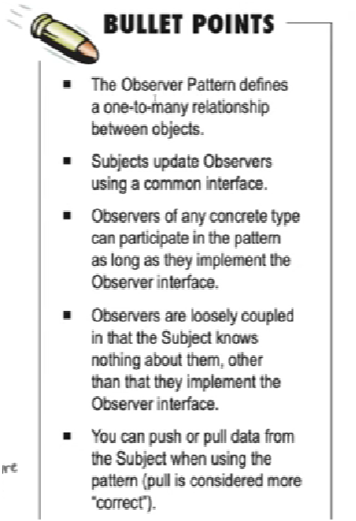 BULLET POINTS
▪ The Observer Pattern defines
a one-to-many relationship
between objects.
▪ Subjects update Observers
using a common interface.
▪ Observers of any concrete type
can participate in the pattern
as long as they implement the
Observer interface.
▪ Observers are loosely coupled
in that the Subject knows
nothing about them, other
than that they implement the
Observer interface.
▪ You can push or pull data from
the Subject when using the
pattern (pull is considered more
"correct").